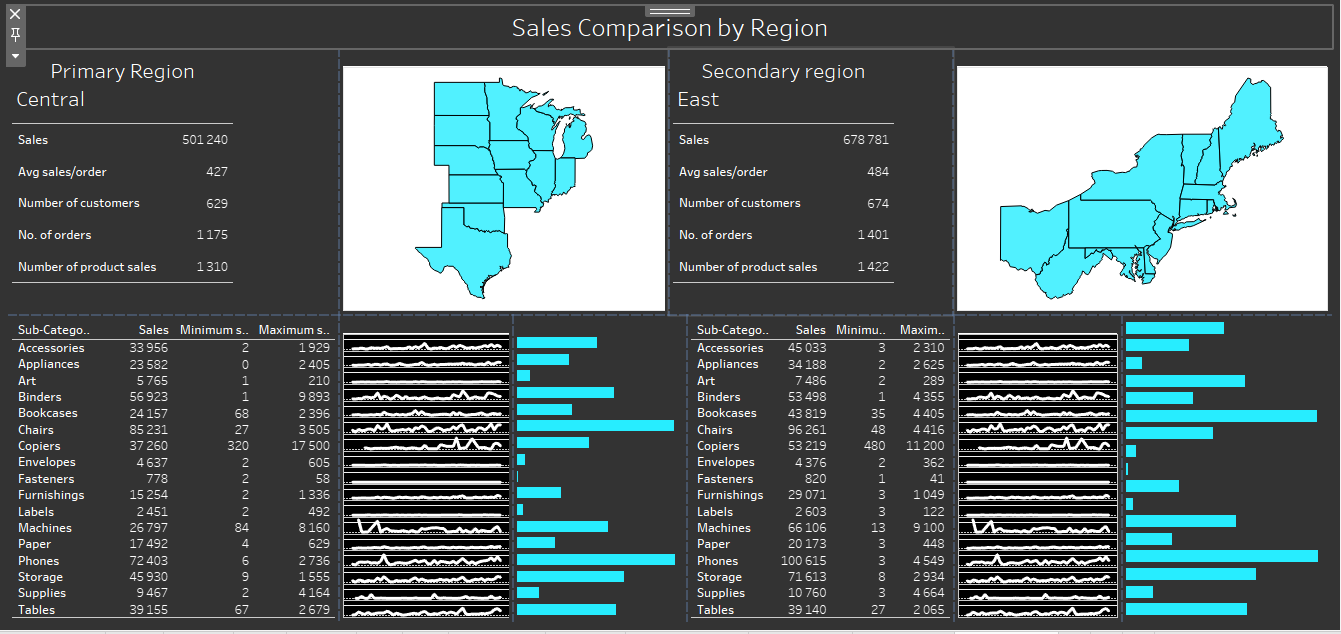 Sales Comparison by Region
Primary Region
Central
Sales 501 240
Avg sales/order 427
Number of customers 629
No. of orders 1 175
Number of product sales 1 310
Secondary region
East
Sales 678 781
Avg sales/order 484
Number of customers 674
No. of orders 1 401
Number of product sales 1 422
Sub-Catego.. Sales Minimum s.. Maximum s..
Accessories 33 956 2 1 929
Appliances 23 582 0 2 405
Art 5 765 1 210
Binders 56 923 1 9 893
Bookcases 24 157 68 2 396
Chairs 85 231 27 3 505
Copiers 37 260 320 17 500
Envelopes 4 637 2 605
Fasteners 778 2 58
Furnishings 15 254 2 1 336
Labels 2 451 2 492
Machines 26 797 84 8 160
Paper 17 492 4 629
Phones 72 403 6 2 736
Storage 45 930 9 1 555
Supplies 9 467 2 4 164
Tables 39 155 67 2 679
Sub-Catego.. Sales Minimu.. Maxim..
Accessories 45 033 3 2 310
Appliances 34 188 2 2 625
Art 7 486 2 289
Binders 53 498 1 4 355
Bookcases 43 819 35 4 405
Chairs 96 261 48 4 416
Copiers 53 219 480 11 200
Envelopes 4 376 2 362
Fasteners 820 1 41
Furnishings 29 071 3 1 049
Labels 2 603 3 122
Machines 66 106 13 9 100
Paper 20 173 3 448
Phones 100 615 3 4 549
Storage 71 613 8 2 934
Supplies 10 760 3 4 664
Tables 39 140 27 2 065